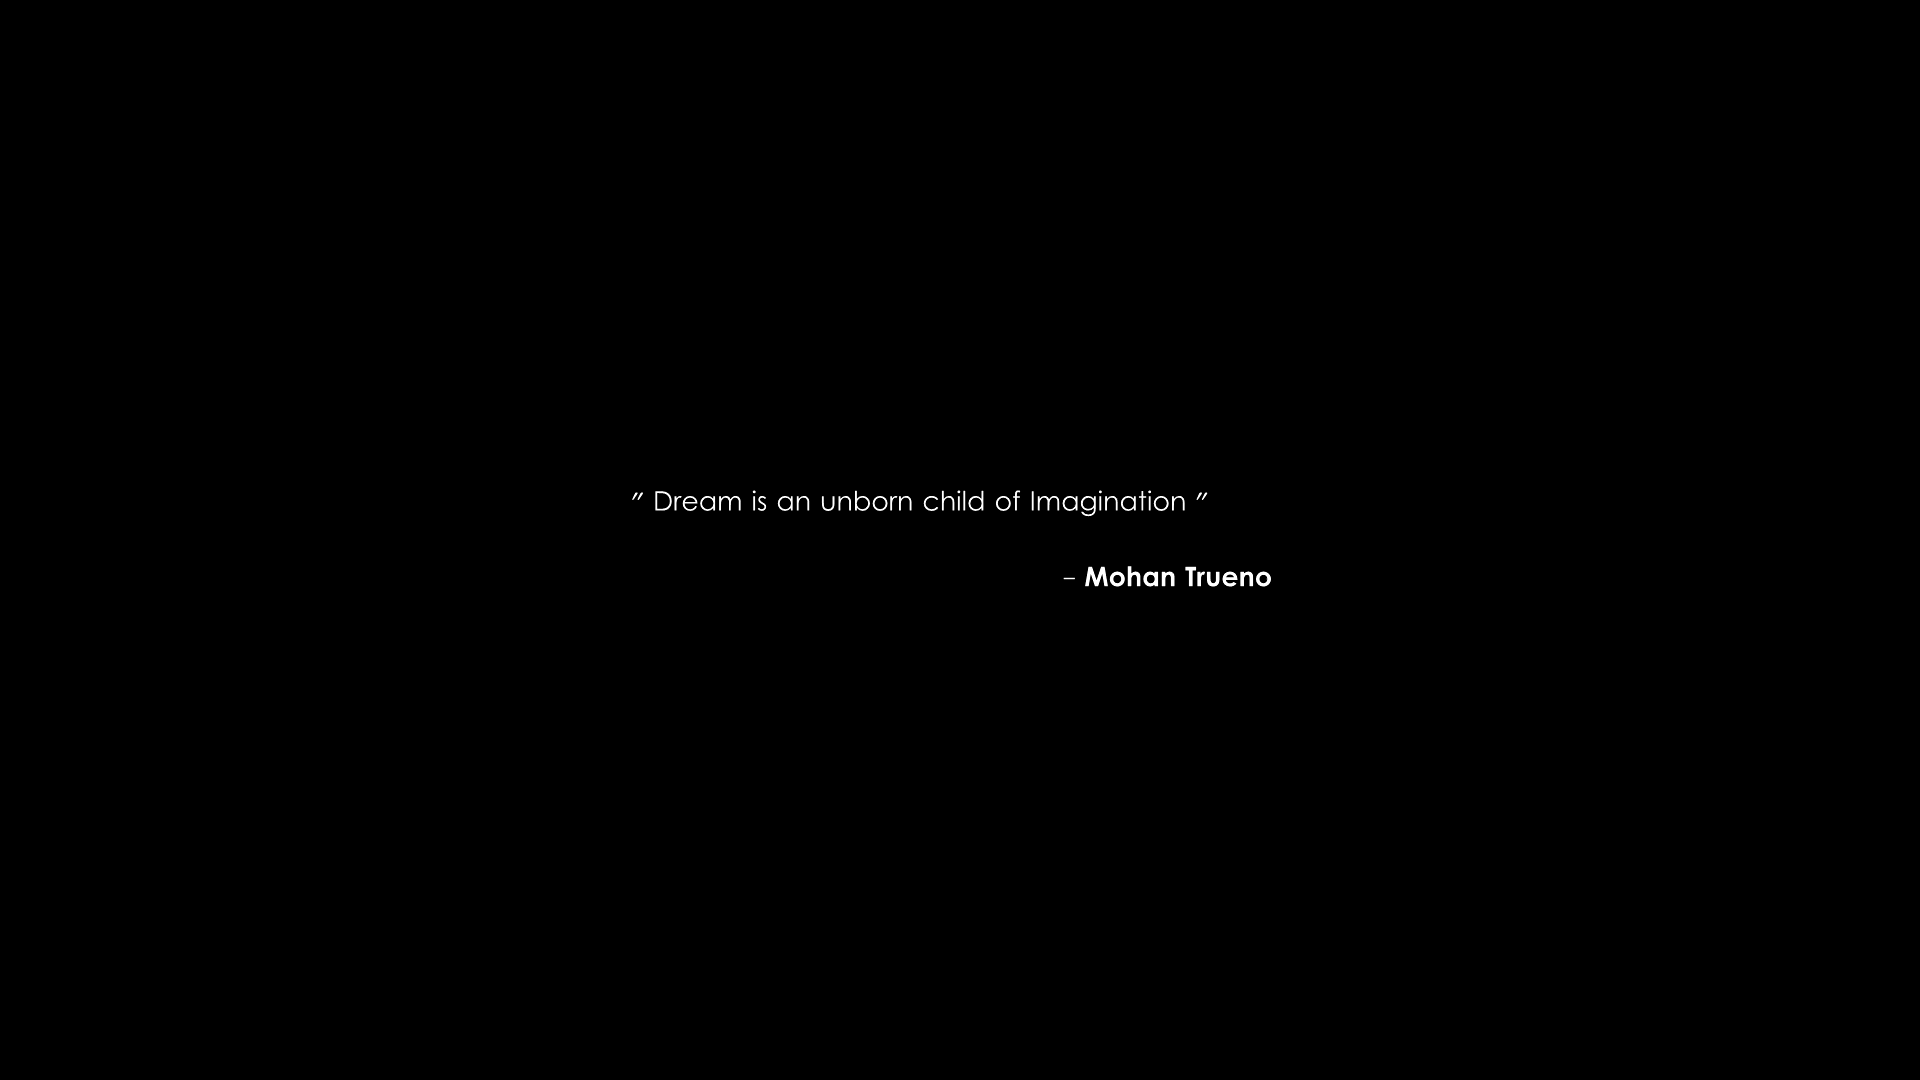 " Dream is an unborn child of Imagination "
– Mohan Trueno